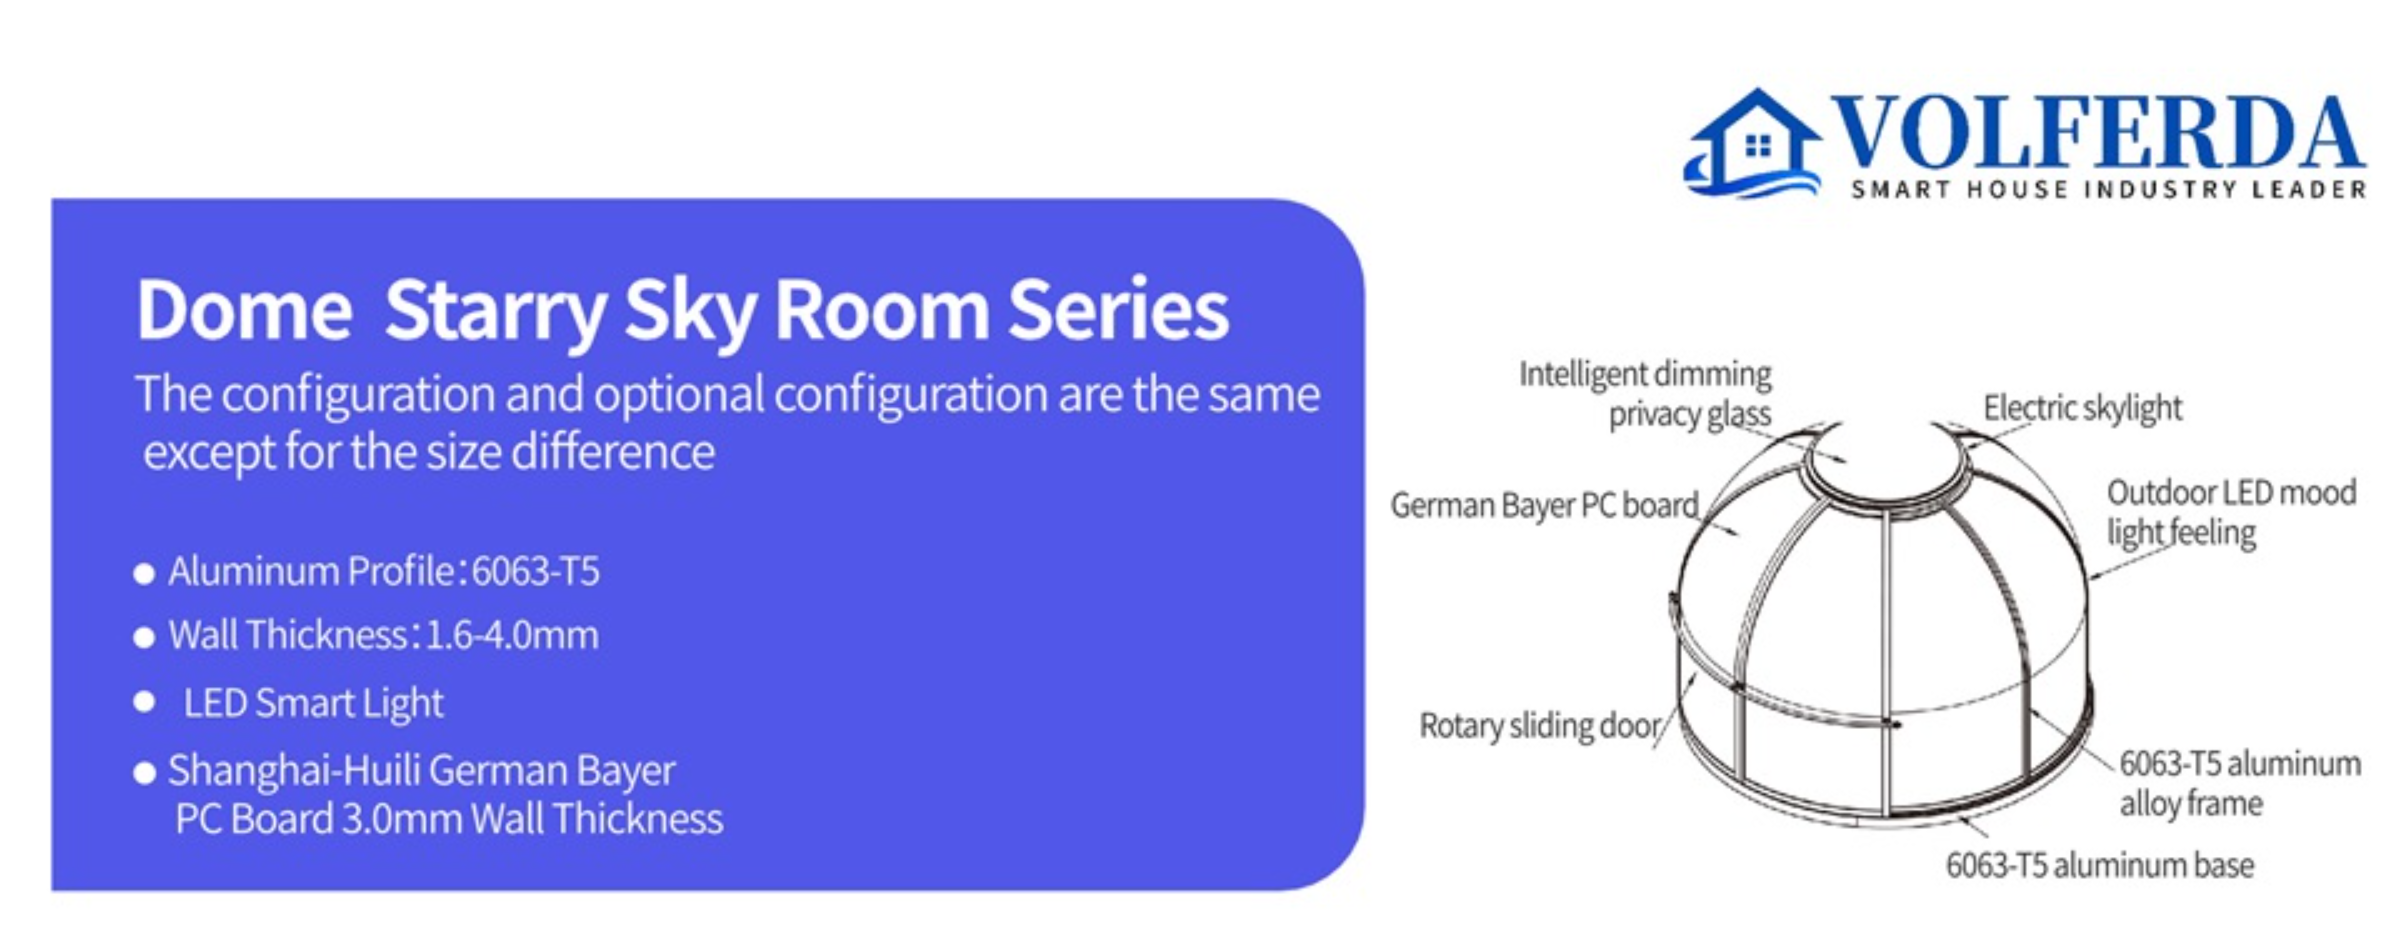 VOLFERDA
SMART HOUSE INDUSTRY LEADER
Dome Starry Sky Room Series
The configuration and optional configuration are the same
except for the size difference
● Aluminum Profile:6063-T5
● Wall Thickness:1.6-4.0mm
● LED Smart Light
● Shanghai-Huili German Bayer
PC Board 3.0mm Wall Thickness
Intelligent dimming
privacy glass
Electric skylight
German Bayer PC board
Outdoor LED mood
light feeling
Rotary sliding door
6063-T5 aluminum
alloy frame
6063-T5 aluminum base